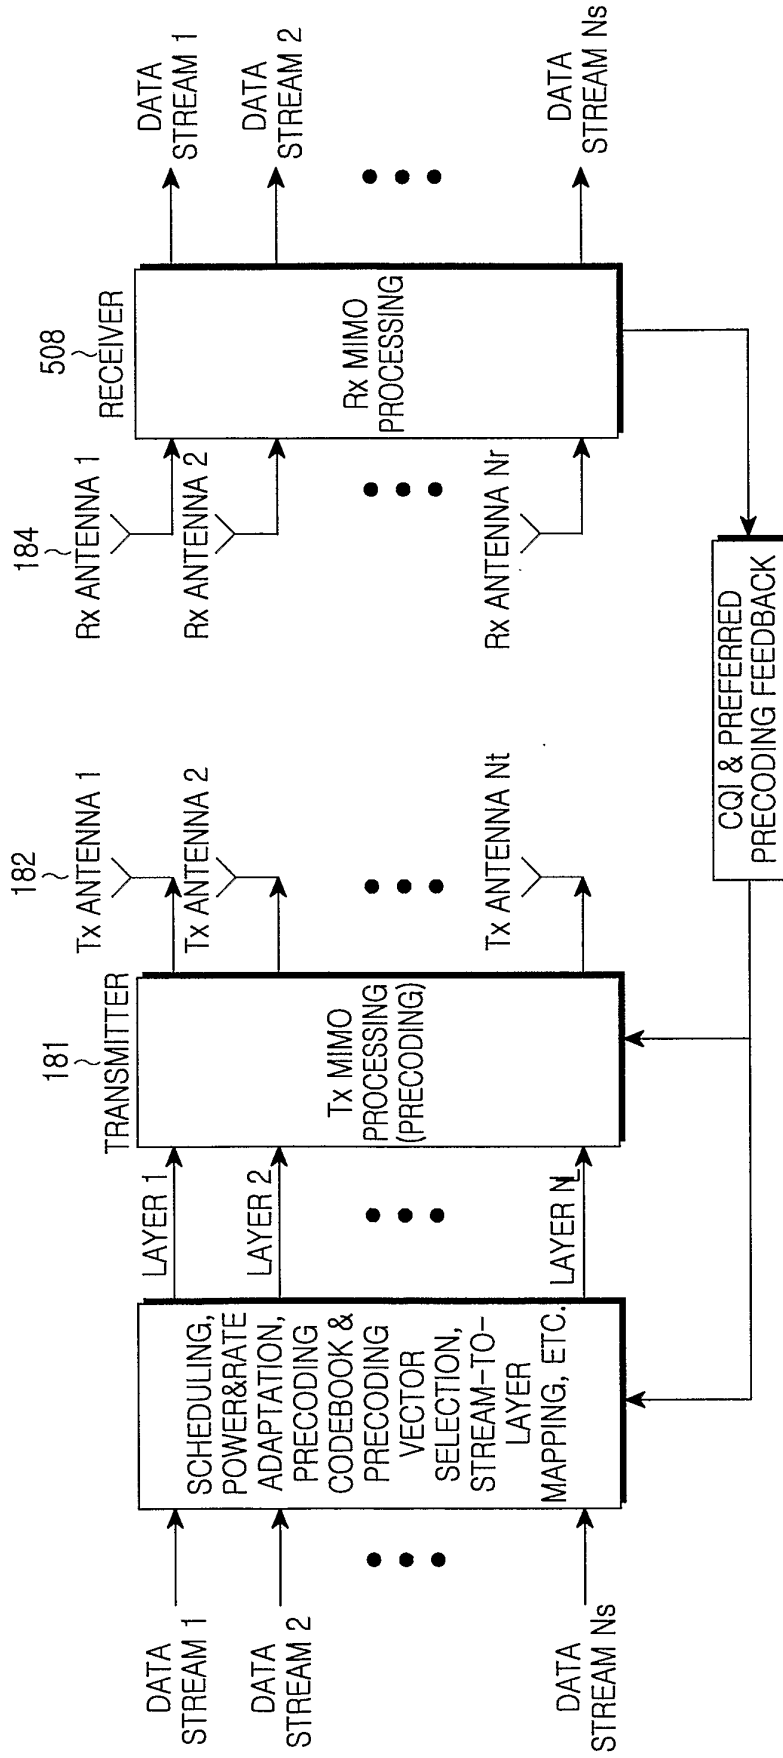 DATA
STREAM 1
DATA
STREAM 2
DATA
STREAM Ns
SCHEDULING,
POWER&RATE
ADAPTATION,
PRECODING
CODEBOOK &
PRECODING
VECTOR
SELECTION,
STREAM-TO-
LAYER
MAPPING, ETC.
LAYER 1
LAYER 2
LAYER NL
181
TRANSMITTER
Tx MIMO
PROCESSING
(PRECODING)
182
Tx ANTENNA 1
Tx ANTENNA 2
Tx ANTENNA Nt
184
Rx ANTENNA 1
Rx ANTENNA 2
Rx ANTENNA Nr
508
RECEIVER
Rx MIMO
PROCESSING
DATA
STREAM 1
DATA
STREAM 2
DATA
STREAM Ns
CQI & PREFERRED
PRECODING FEEDBACK